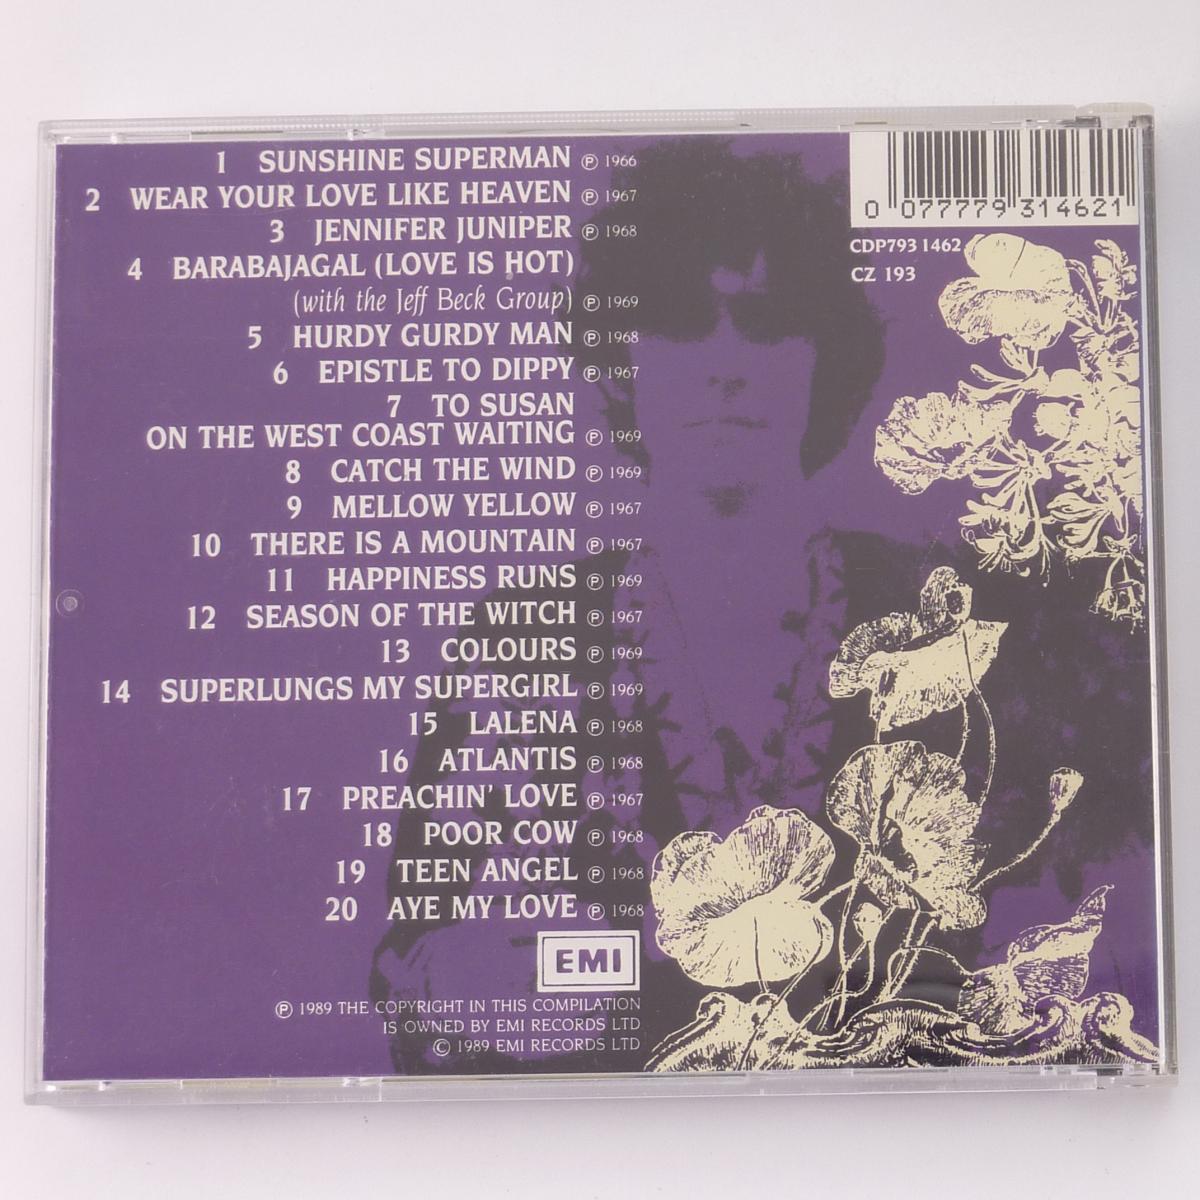 1 SUNSHINE SUPERMAN ℗ 1966
2 WEAR YOUR LOVE LIKE HEAVEN ℗ 1967
3 JENNIFER JUNIPER ℗ 1968
4 BARABAJAGAL (LOVE IS HOT)
(with the Jeff Beck Group) ℗ 1969
5 HURDY GURDY MAN ℗ 1968
6 EPISTLE TO DIPPY ℗ 1967
7 TO SUSAN
ON THE WEST COAST WAITING ℗ 1969
8 CATCH THE WIND ℗ 1969
9 MELLOW YELLOW ℗ 1967
10 THERE IS A MOUNTAIN ℗ 1967
11 HAPPINESS RUNS ℗ 1969
12 SEASON OF THE WITCH ℗ 1967
13 COLOURS ℗ 1969
14 SUPERLUNGS MY SUPERGIRL ℗ 1969
15 LALENA ℗ 1968
16 ATLANTIS ℗ 1968
17 PREACHIN' LOVE ℗ 1967
18 POOR COW ℗ 1968
19 TEEN ANGEL ℗ 1968
20 AYE MY LOVE ℗ 1968
EMI
℗ 1989 THE COPYRIGHT IN THIS COMPILATION
IS OWNED BY EMI RECORDS LTD
© 1989 EMI RECORDS LTD
0 077779 314621
CDP793 1462
CZ 193